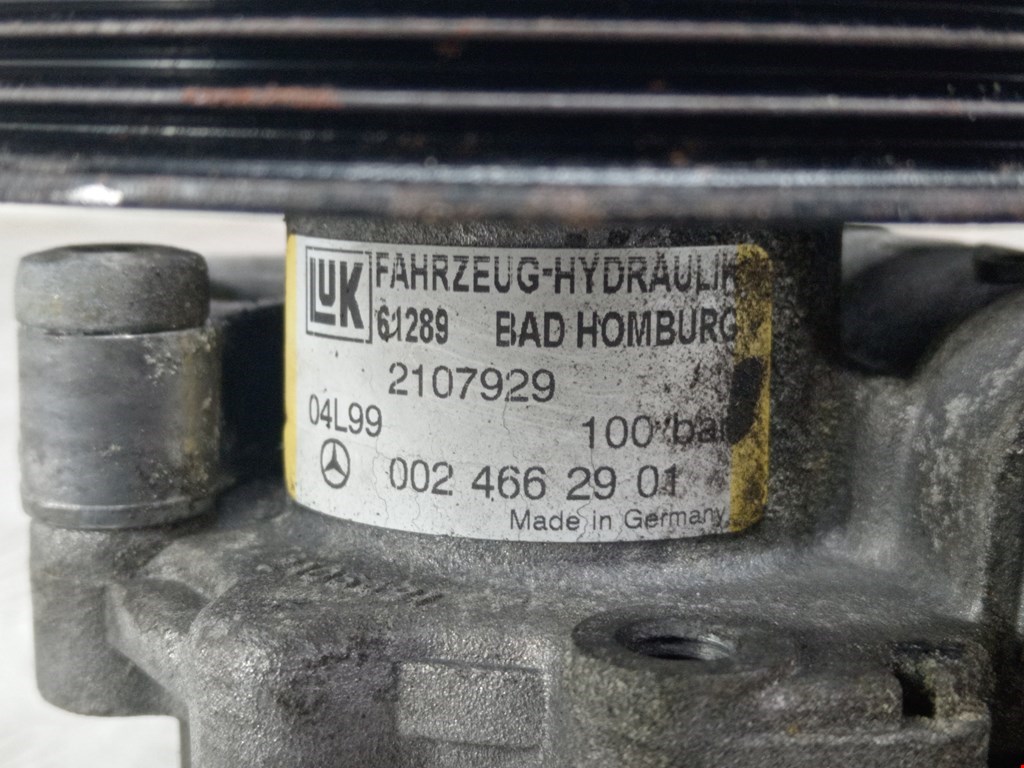 LUK FAHRZEUG-HYDRAULIK
61289 BAD HOMBURG
2107929
04L99 100 bar
002 466 29 01
Made in Germany